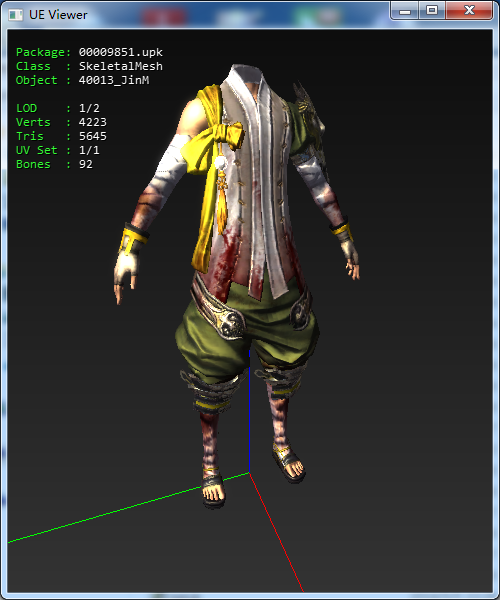 UE Viewer
Package: 00009851.upk
Class : SkeletalMesh
Object : 40013_JinM
LOD : 1/2
Verts : 4223
Tris : 5645
UV Set : 1/1
Bones : 92